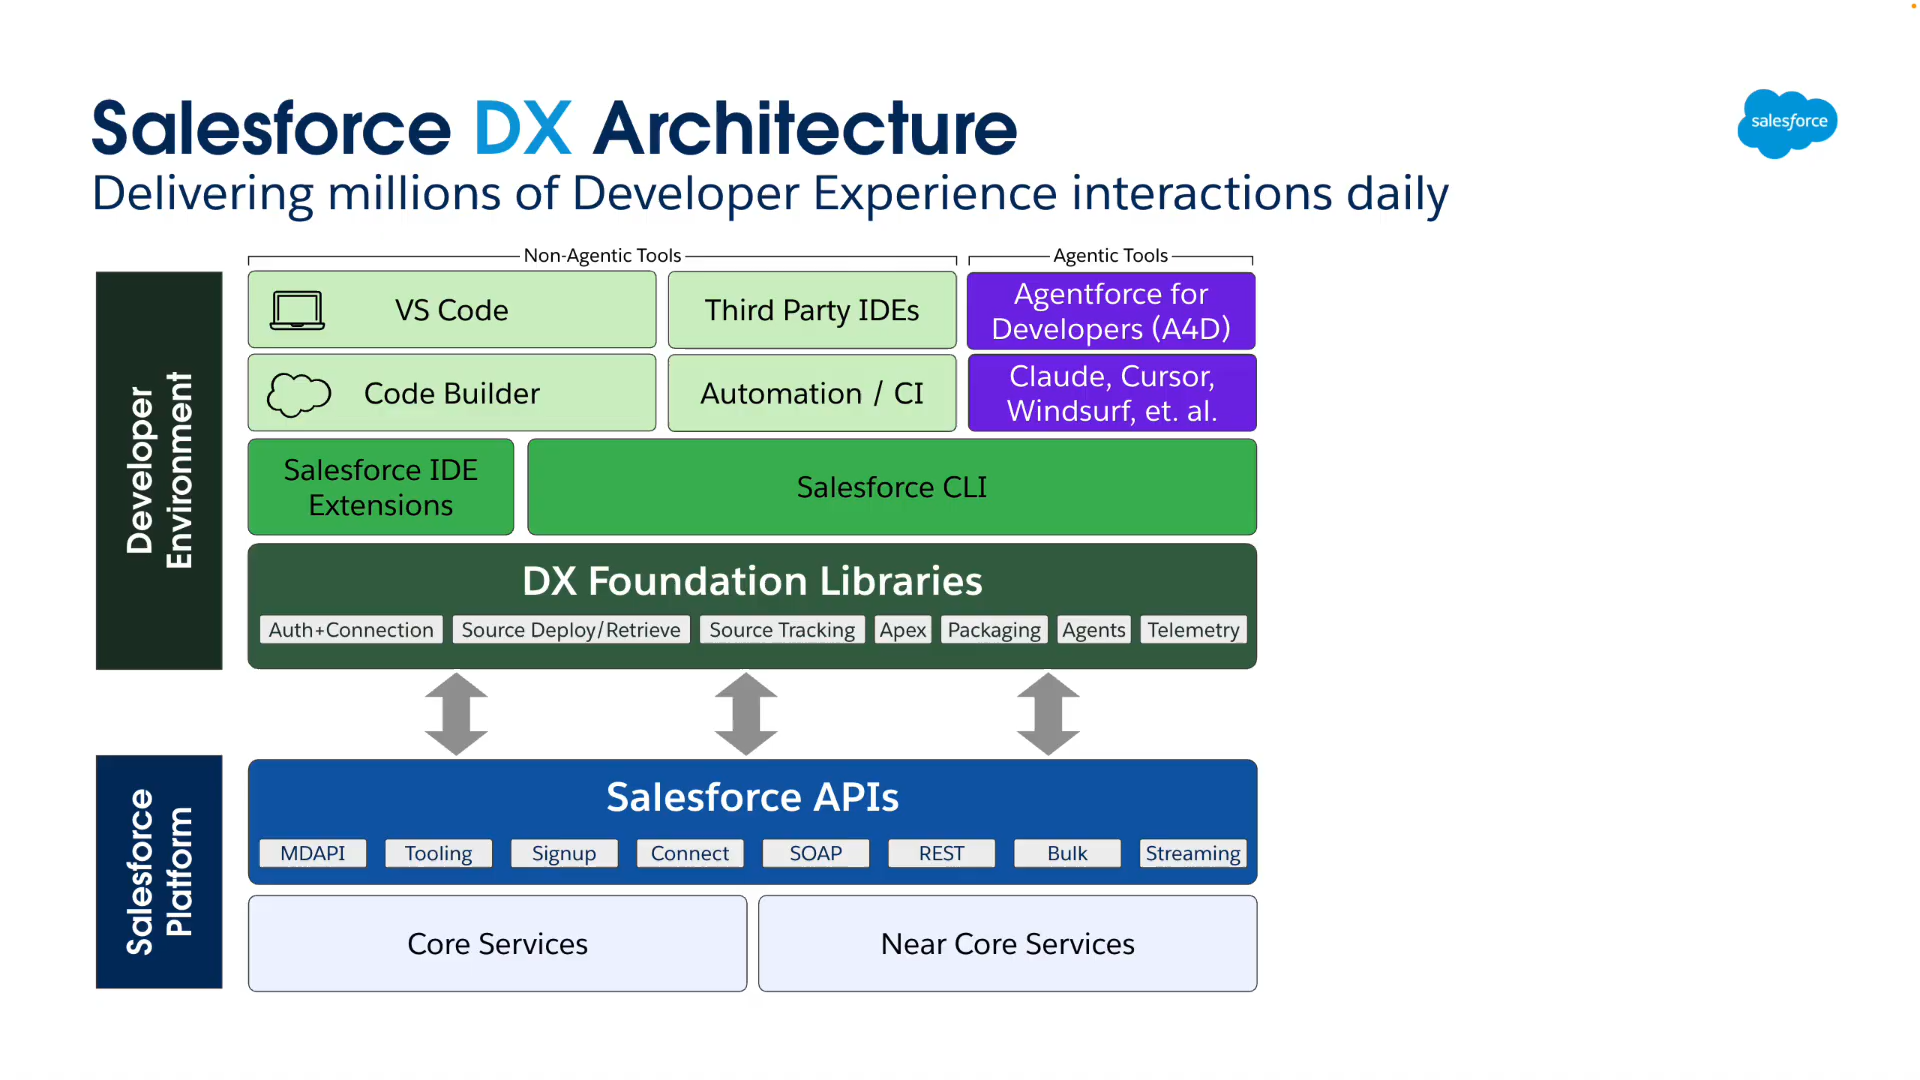 Salesforce DX Architecture
salesforce
Delivering millions of Developer Experience interactions daily
Non-Agentic Tools
Agentic Tools
Developer
Environment
VS Code
Third Party IDEs
Agentforce for
Developers (A4D)
Code Builder
Automation / CI
Claude, Cursor,
Windsurf, et. al.
Salesforce IDE
Extensions
Salesforce CLI
DX Foundation Libraries
Auth+Connection
Source Deploy/Retrieve
Source Tracking
Apex
Packaging
Agents
Telemetry
Salesforce
Platform
Salesforce APIs
MDAPI
Tooling
Signup
Connect
SOAP
REST
Bulk
Streaming
Core Services
Near Core Services